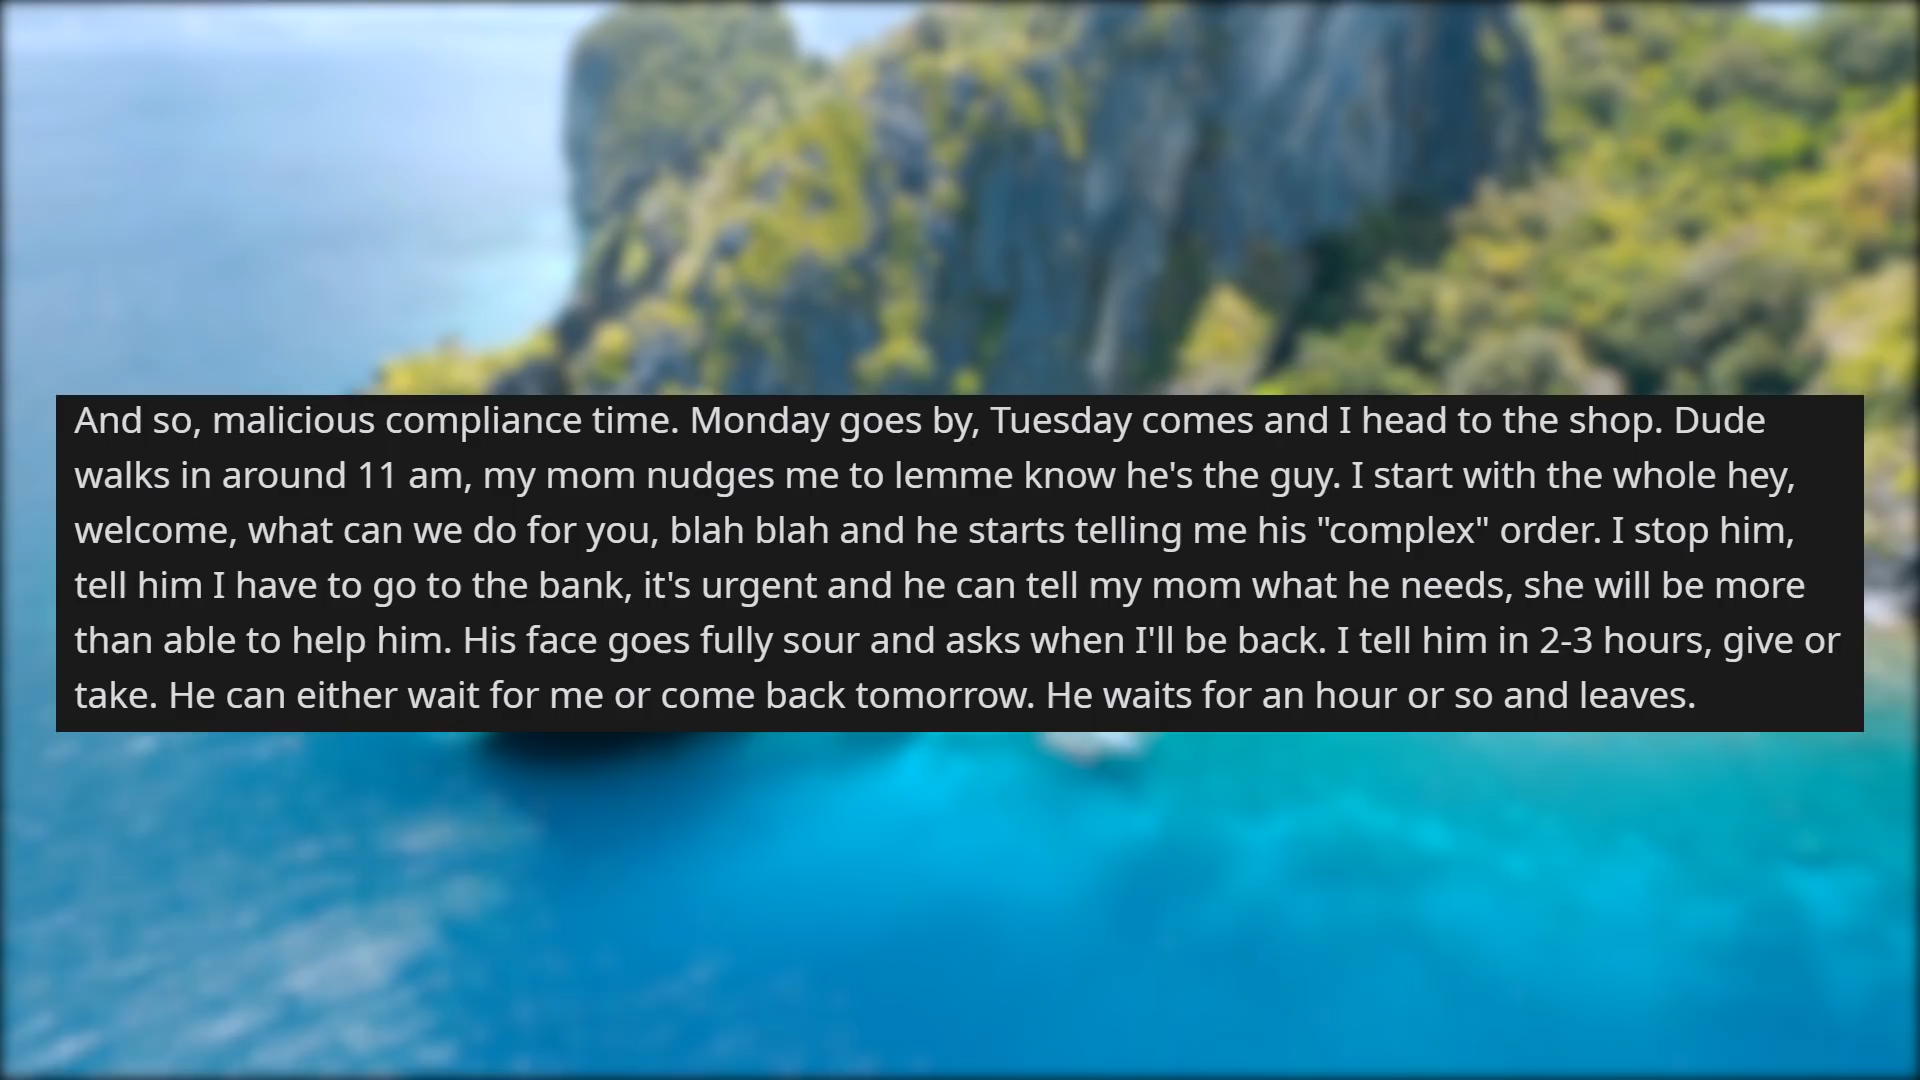 And so, malicious compliance time. Monday goes by, Tuesday comes and I head to the shop. Dude
walks in around 11 am, my mom nudges me to lemme know he's the guy. I start with the whole hey,
welcome, what can we do for you, blah blah and he starts telling me his "complex" order. I stop him,
tell him I have to go to the bank, it's urgent and he can tell my mom what he needs, she will be more
than able to help him. His face goes fully sour and asks when I'll be back. I tell him in 2-3 hours, give or
take. He can either wait for me or come back tomorrow. He waits for an hour or so and leaves.